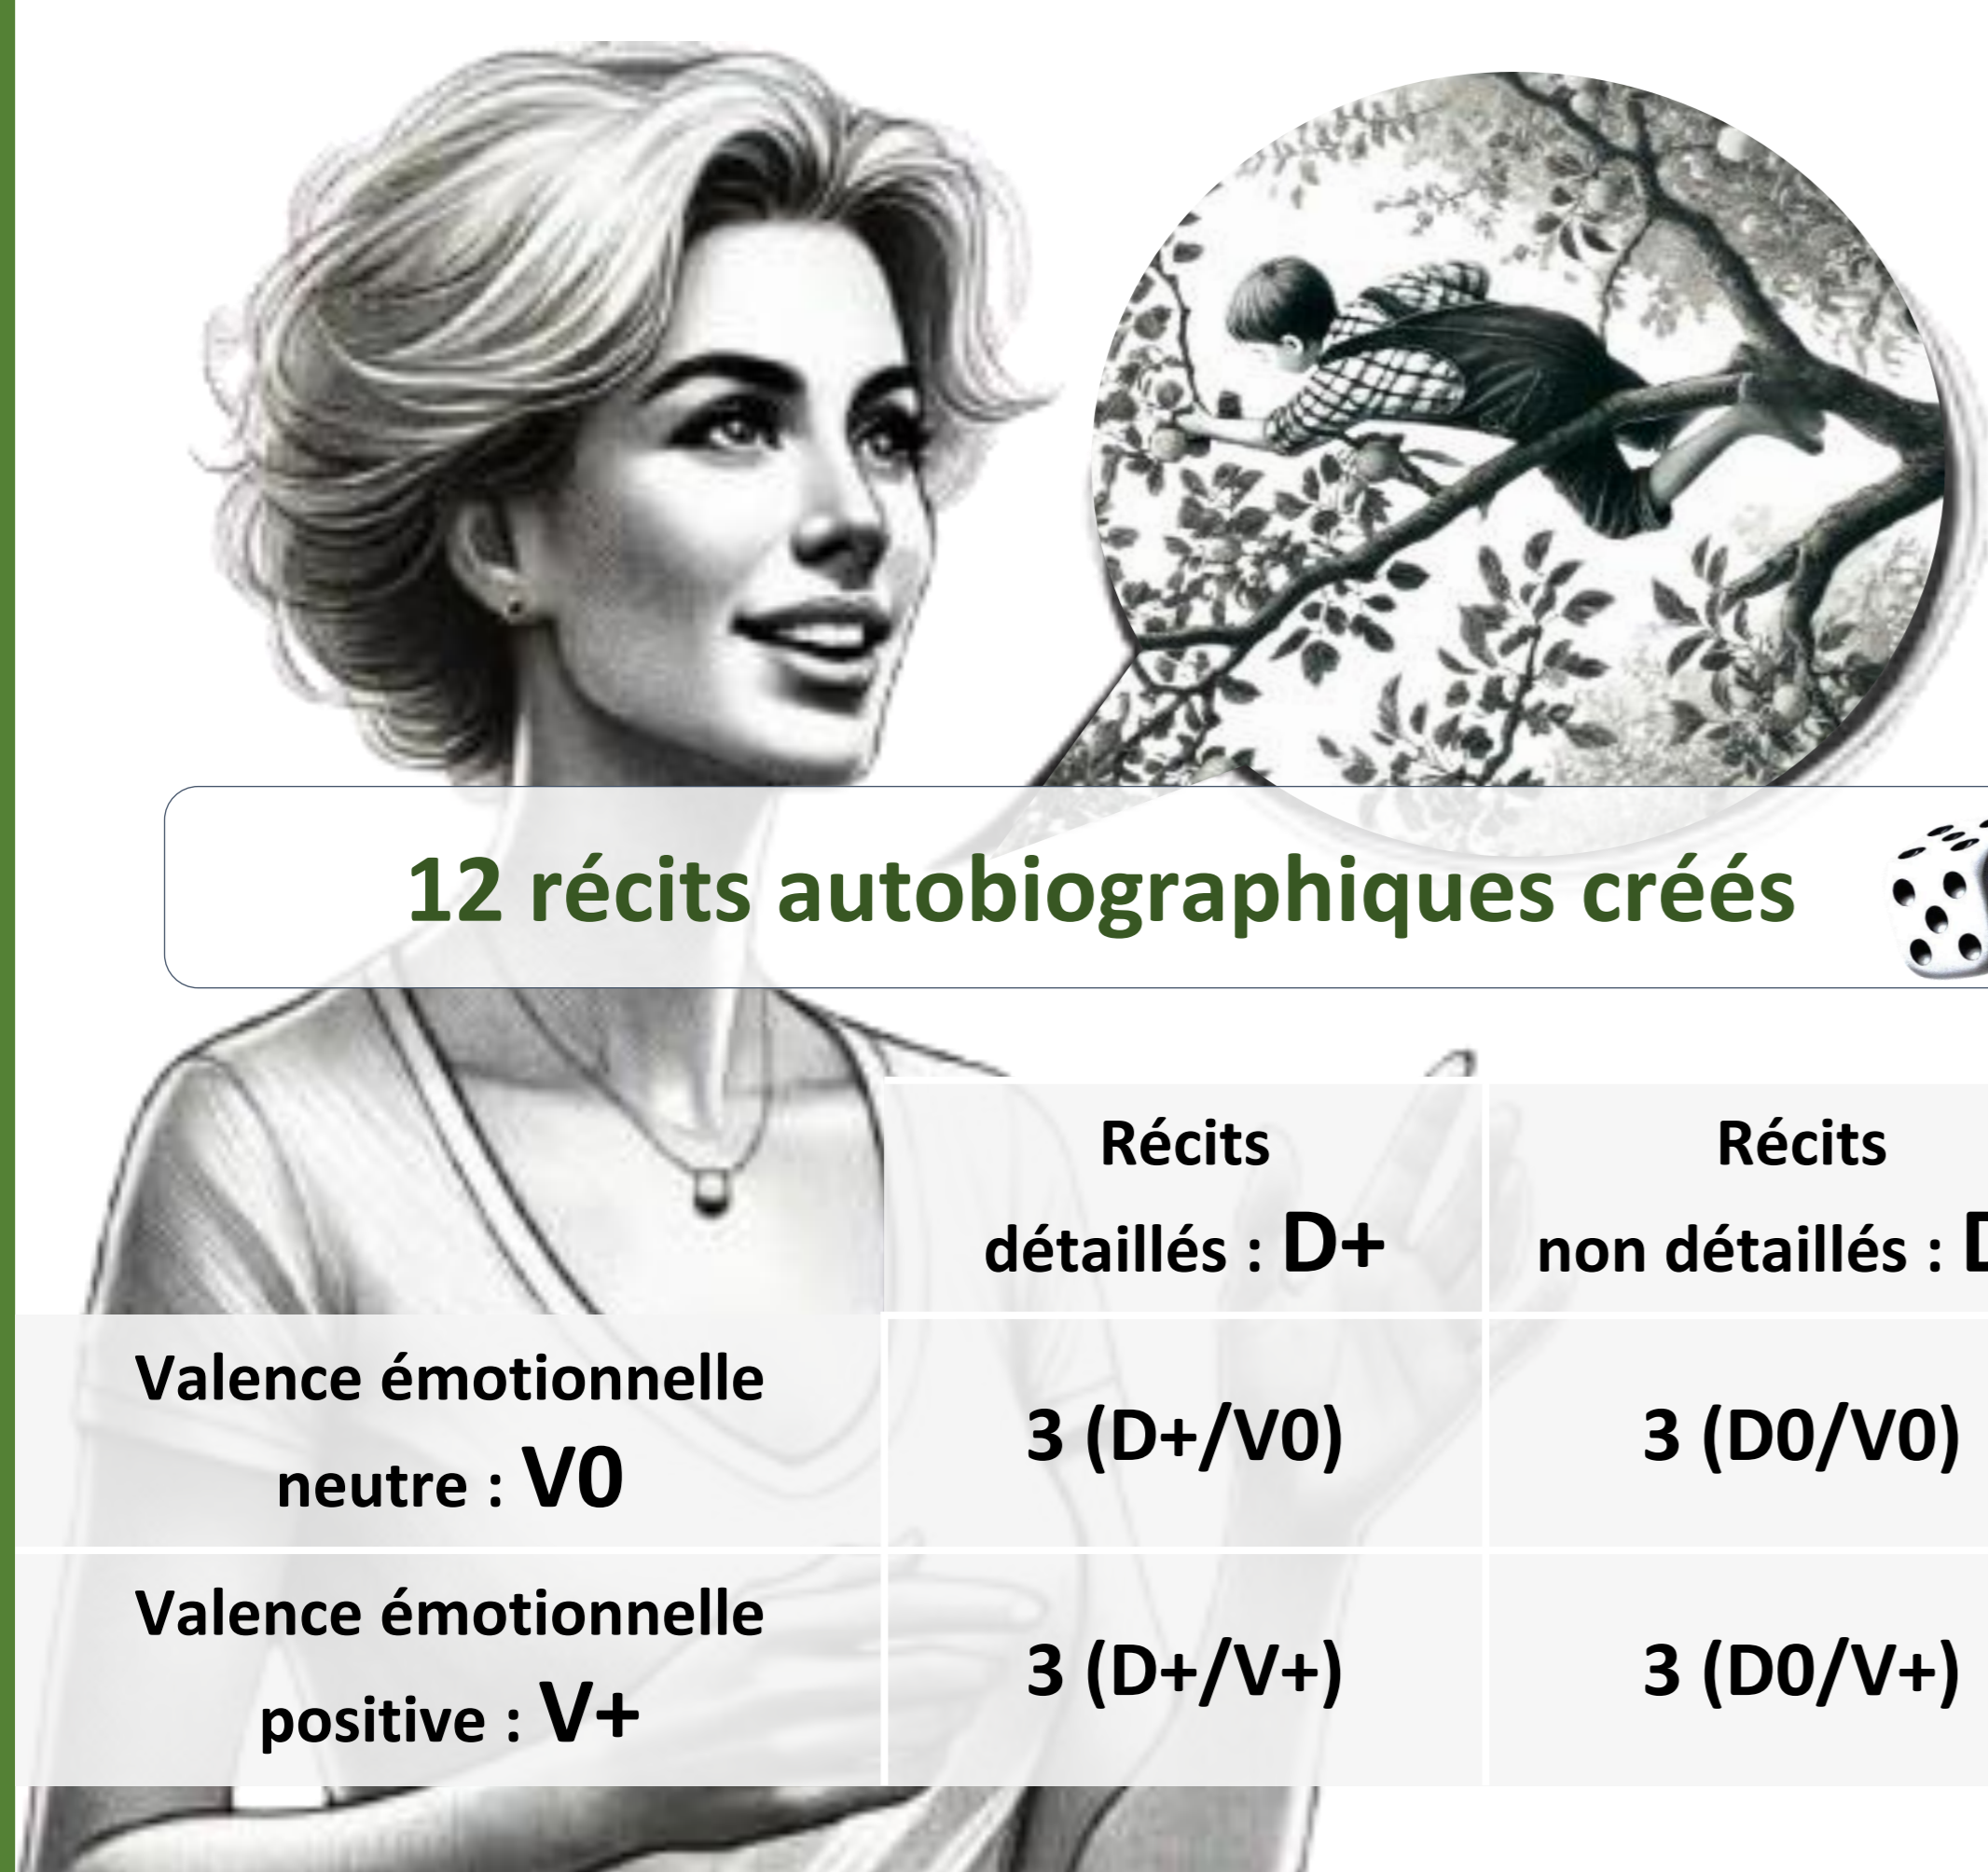 12 récits autobiographiques créés
Récits
détaillés : D+
Récits
non détaillés :
Valence émotionnelle
neutre : V0
3 (D+/V0)
3 (D0/V0)
Valence émotionnelle
positive : V+
3 (D+/V+)
3 (D0/V+)